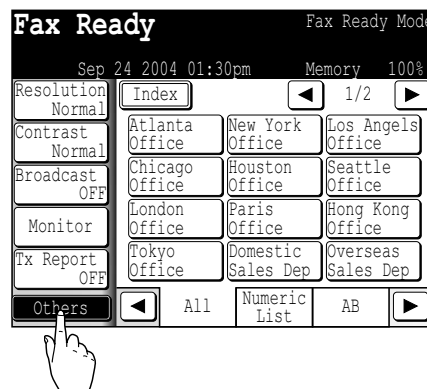 Fax Ready
Fax Ready Mode
Sep 24 2004 01:30pm Memory 100%
Resolution
Normal
Contrast
Normal
Broadcast
OFF
Monitor
Tx Report
OFF
Others
Index
1/2
Atlanta
Office
New York
Office
Los Angels
Office
Chicago
Office
Houston
Office
Seattle
Office
London
Office
Paris
Office
Hong Kong
Office
Tokyo
Office
Domestic
Sales Dep
Overseas
Sales Dep
All
Numeric
List
AB